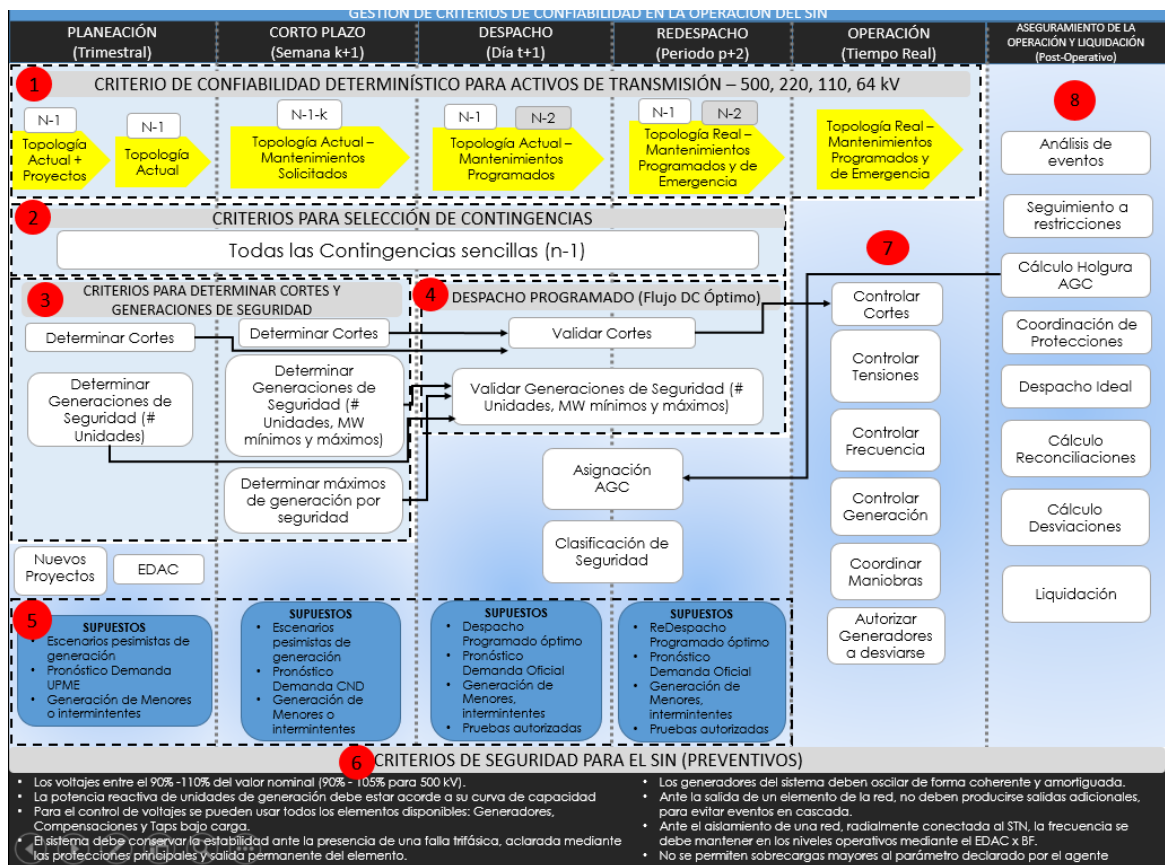 GESTIÓN DE CRITERIOS DE CONFIABILIDAD EN LA OPERACIÓN DEL SIN
PLANEACIÓN
(Trimestral)
CORTO PLAZO
(Semana k+1)
DESPACHO
(Día t+1)
REDESPACHO
(Periodo p+2)
OPERACIÓN
(Tiempo Real)
ASEGURAMIENTO DE LA
OPERACIÓN Y LIQUIDACIÓN
(Post-Operativo)
1
CRITERIO DE CONFIABILIDAD DETERMINÍSTICO PARA ACTIVOS DE TRANSMISIÓN – 500, 220, 110, 64 kV
N-1
Topología
Actual +
Proyectos
N-1
Topología
Actual
N-1-k
Topología Actual –
Mantenimientos
Solicitados
N-1
N-2
Topología Actual –
Mantenimientos
Programados
N-1
N-2
Topología Real –
Mantenimientos
Programados y de
Emergencia
Topología Real –
Mantenimientos
Programados y
de Emergencia
2
CRITERIOS PARA SELECCIÓN DE CONTINGENCIAS
Todas las Contingencias sencillas (n-1)
3
CRITERIOS PARA DETERMINAR CORTES Y
GENERACIONES DE SEGURIDAD
Determinar Cortes
Determinar Cortes
Determinar
Generaciones de
Seguridad (#
Unidades)
Determinar
Generaciones de
Seguridad (#
Unidades, MW
mínimos y máximos)
Determinar máximos
de generación por
seguridad
4
DESPACHO PROGRAMADO (Flujo DC Óptimo)
Validar Cortes
Validar Generaciones de Seguridad (#
Unidades, MW mínimos y máximos)
Asignación
AGC
Clasificación de
Seguridad
Nuevos
Proyectos
EDAC
7
Controlar
Cortes
Controlar
Tensiones
Controlar
Frecuencia
Controlar
Generación
Coordinar
Maniobras
Autorizar
Generadores
a desviarse
8
Análisis de
eventos
Seguimiento a
restricciones
Cálculo Holgura
AGC
Coordinación de
Protecciones
Despacho Ideal
Cálculo
Reconciliaciones
Cálculo
Desviaciones
Liquidación
5
SUPUESTOS
• Escenarios pesimistas de
generación
• Pronóstico Demanda
UPME
• Generación de Menores
o intermintentes
SUPUESTOS
• Escenarios
pesimistas de
generación
• Pronóstico
Demanda CND
• Generación de
Menores o
intermintentes
SUPUESTOS
• Despacho
Programado óptimo
• Pronóstico
Demanda Oficial
• Generación de
Menores,
intermintentes
• Pruebas autorizadas
SUPUESTOS
• ReDespacho
Programado óptimo
• Pronóstico
Demanda Oficial
• Generación de
Menores,
intermintentes
• Pruebas autorizadas
6
CRITERIOS DE SEGURIDAD PARA EL SIN (PREVENTIVOS)
• Los voltajes entre el 90% -110% del valor nominal (90% - 105% para 500 kV).
• La potencia reactiva de unidades de generación debe estar acorde a su curva de capacidad
• Para el control de voltajes se pueden usar todos los elementos disponibles: Generadores,
Compensaciones y Taps bajo carga.
• El sistema debe conservar la estabilidad ante la presencia de una falla trifásica, aclarada mediante
las protecciones principales y salida permanente del elemento.
• Los generadores del sistema deben oscilar de forma coherente y amortiguada.
• Ante la salida de un elemento de la red, no deben producirse salidas adicionales,
para evitar eventos en cascada.
• Ante el aislamiento de una red, radialmente conectada al STN, la frecuencia se
debe mantener en los niveles operativos mediante el EDAC x BF.
• No se permiten sobrecargas mayores al parámetro declarado por el agente